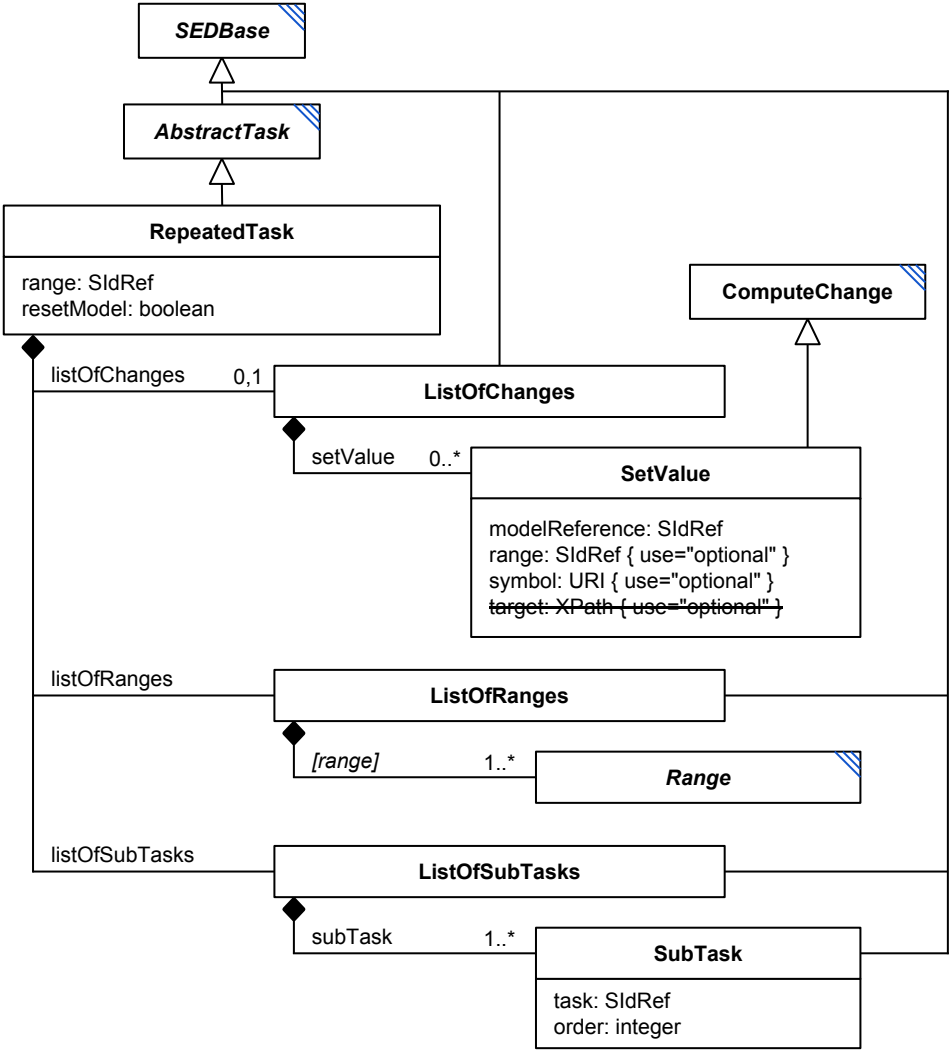 SEDBase
AbstractTask
RepeatedTask
range: SIdRef
resetModel: boolean
ComputeChange
listOfChanges 0,1
ListOfChanges
setValue 0..*
SetValue
modelReference: SIdRef
range: SIdRef { use="optional" }
symbol: URI { use="optional" }
target: XPath { use="optional" }
listOfRanges
ListOfRanges
[range] 1..*
Range
listOfSubTasks
ListOfSubTasks
subTask 1..*
SubTask
task: SIdRef
order: integer